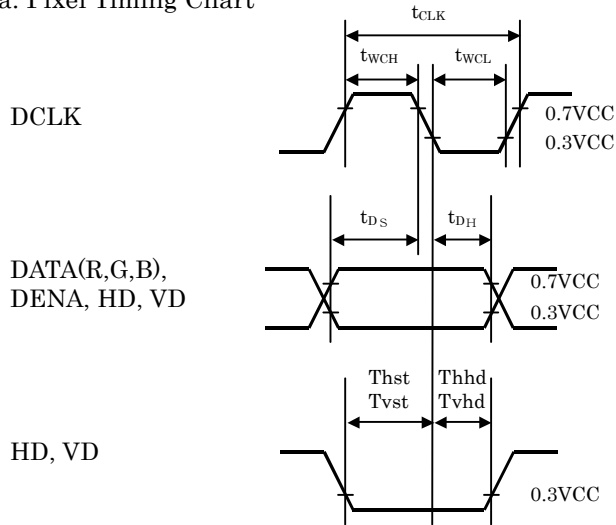 a. Pixel Timing Chart
tCLK
tWCH tWCL
DCLK
0.7VCC
0.3VCC
tDS tDH
DATA(R,G,B),
DENA, HD, VD
0.7VCC
0.3VCC
Thst Thhd
Tvst Tvhd
HD, VD
0.3VCC